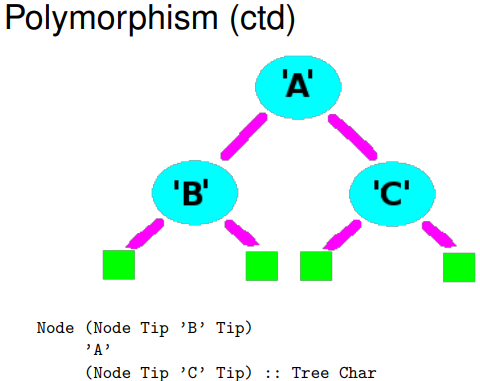 Polymorphism (ctd)
'A'
'B' 'C'
Node (Node Tip ’B’ Tip)
’A’
(Node Tip ’C’ Tip) :: Tree Char